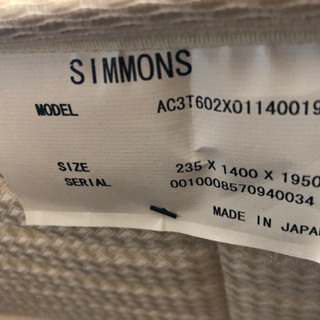 SIMMONS
MODEL AC3T602X01140019
SIZE 235 X 1400 X 1950
SERIAL 0010008570940034
MADE IN JAPAN